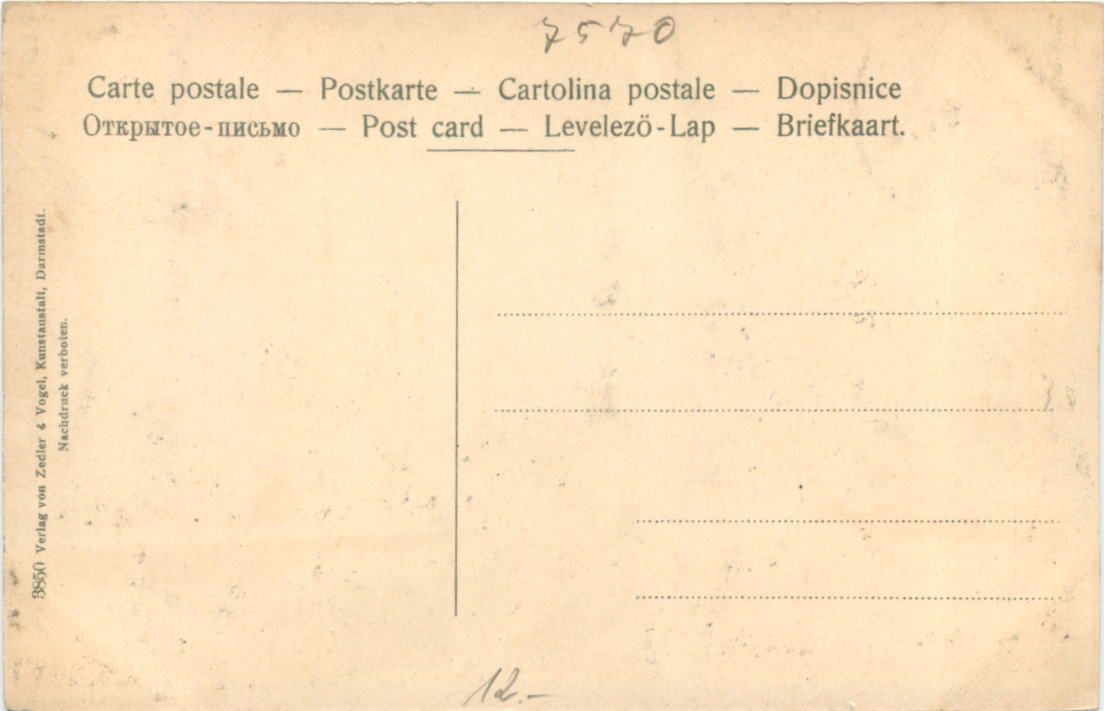 7570
Carte postale — Postkarte — Cartolina postale — Dopisnice
Открытое-письмо — Post card — Levelezö-Lap — Briefkaart.
3850 Verlag von Zedler & Vogel, Kunstanstalt, Darmstadt.
Nachdruck verboten.
12.-